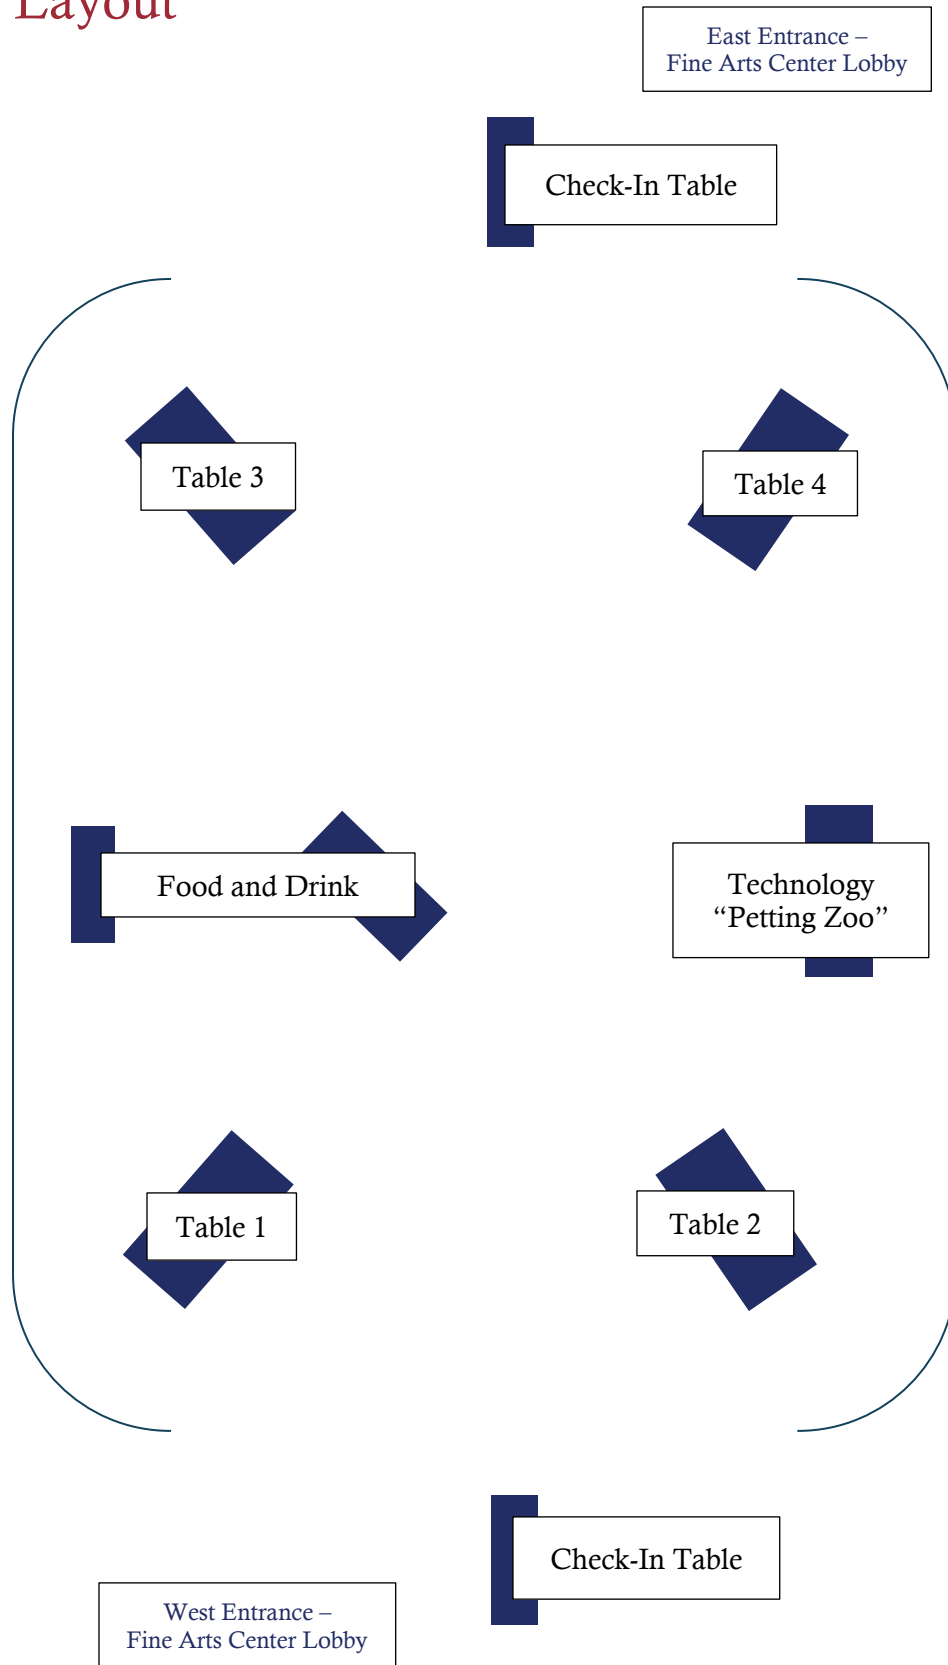 Layout
East Entrance –
Fine Arts Center Lobby
Check-In Table
Table 3
Table 4
Food and Drink
Technology
“Petting Zoo”
Table 1
Table 2
Check-In Table
West Entrance –
Fine Arts Center Lobby